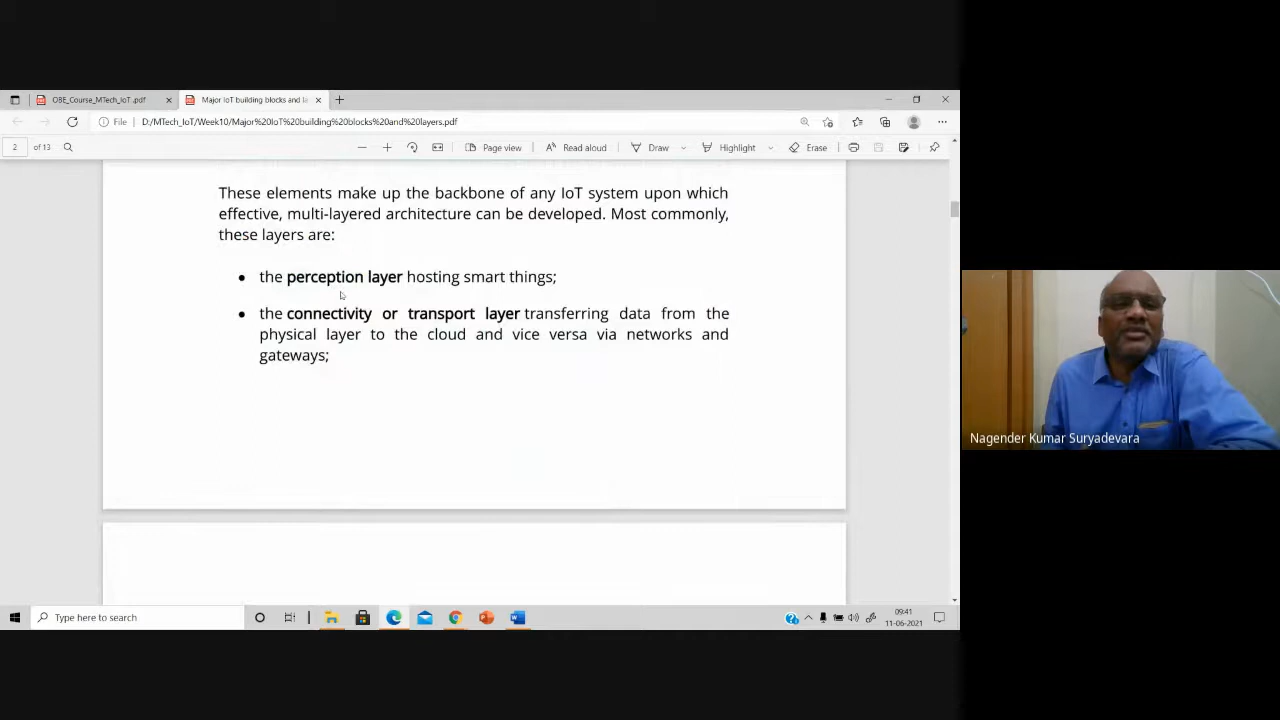 OBE_Course_MTech_IoT .pdf
Major IoT building blocks and la
File
D:/MTech_IoT/Week10/Major%20IoT%20building%20blocks%20and%20layers.pdf
2 of 13
Page view
Read aloud
Draw
Highlight
Erase
These elements make up the backbone of any IoT system upon which
effective, multi-layered architecture can be developed. Most commonly,
these layers are:
• the perception layer hosting smart things;
• the connectivity or transport layer transferring data from the
physical layer to the cloud and vice versa via networks and
gateways;
Nagender Kumar Suryadevara
Type here to search
09:41
11-06-2021